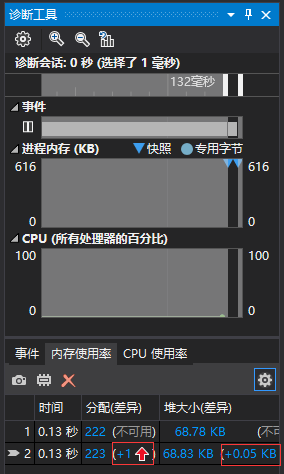 诊断工具
诊断会话: 0 秒 (选择了 1 毫秒)
132毫秒
事件
进程内存 (KB) 快照 专用字节
616 616
0 0
CPU (所有处理器的百分比)
100 100
0 0
事件 内存使用率 CPU 使用率
时间 分配(差异) 堆大小(差异)
1 0.13 秒 222 (不可用) 68.78 KB (不
2 0.13 秒 223 (+1 ) 68.83 KB (+0.05 KB